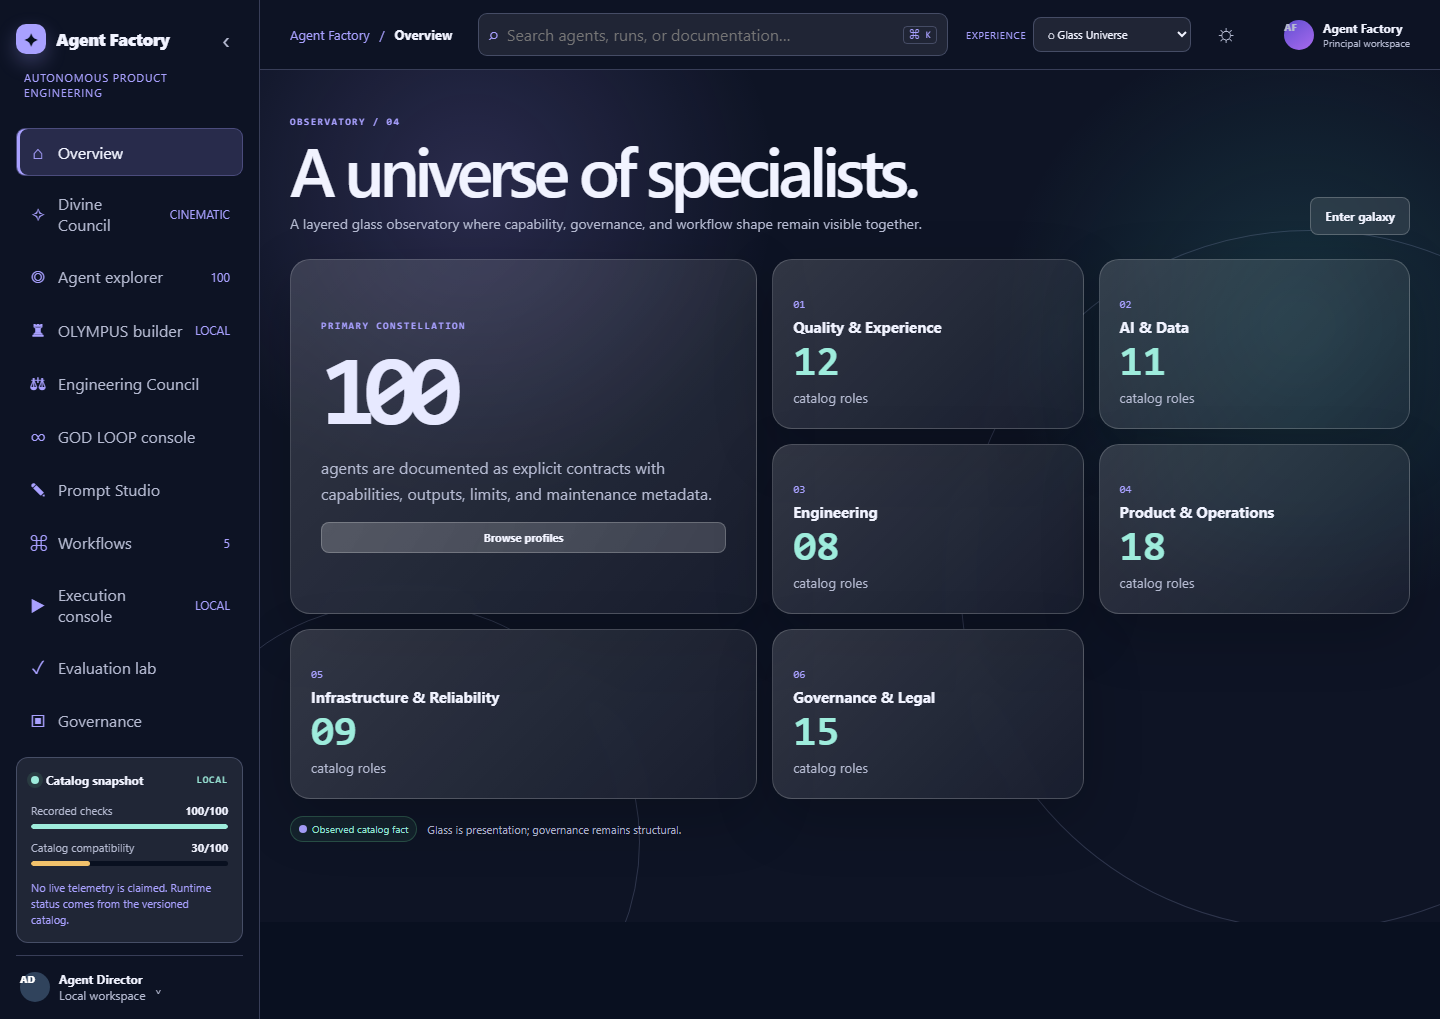 Agent Factory
AUTONOMOUS PRODUCT
ENGINEERING
Overview
Divine
Council
CINEMATIC
Agent explorer 100
OLYMPUS builder LOCAL
Engineering Council
GOD LOOP console
Prompt Studio
Workflows 5
Execution
console
LOCAL
Evaluation lab
Governance
Catalog snapshot LOCAL
Recorded checks 100/100
Catalog compatibility 30/100
No live telemetry is claimed. Runtime
status comes from the versioned
catalog.
AD
Agent Director
Local workspace
Agent Factory / Overview
Search agents, runs, or documentation...
⌘ K
EXPERIENCE
Glass Universe
AF
Agent Factory
Principal workspace
OBSERVATORY / 04
A universe of specialists.
A layered glass observatory where capability, governance, and workflow shape remain visible together.
Enter galaxy
PRIMARY CONSTELLATION
100
agents are documented as explicit contracts with
capabilities, outputs, limits, and maintenance metadata.
Browse profiles
01
Quality & Experience
12
catalog roles
02
AI & Data
11
catalog roles
03
Engineering
08
catalog roles
04
Product & Operations
18
catalog roles
05
Infrastructure & Reliability
09
catalog roles
06
Governance & Legal
15
catalog roles
Observed catalog fact
Glass is presentation; governance remains structural.